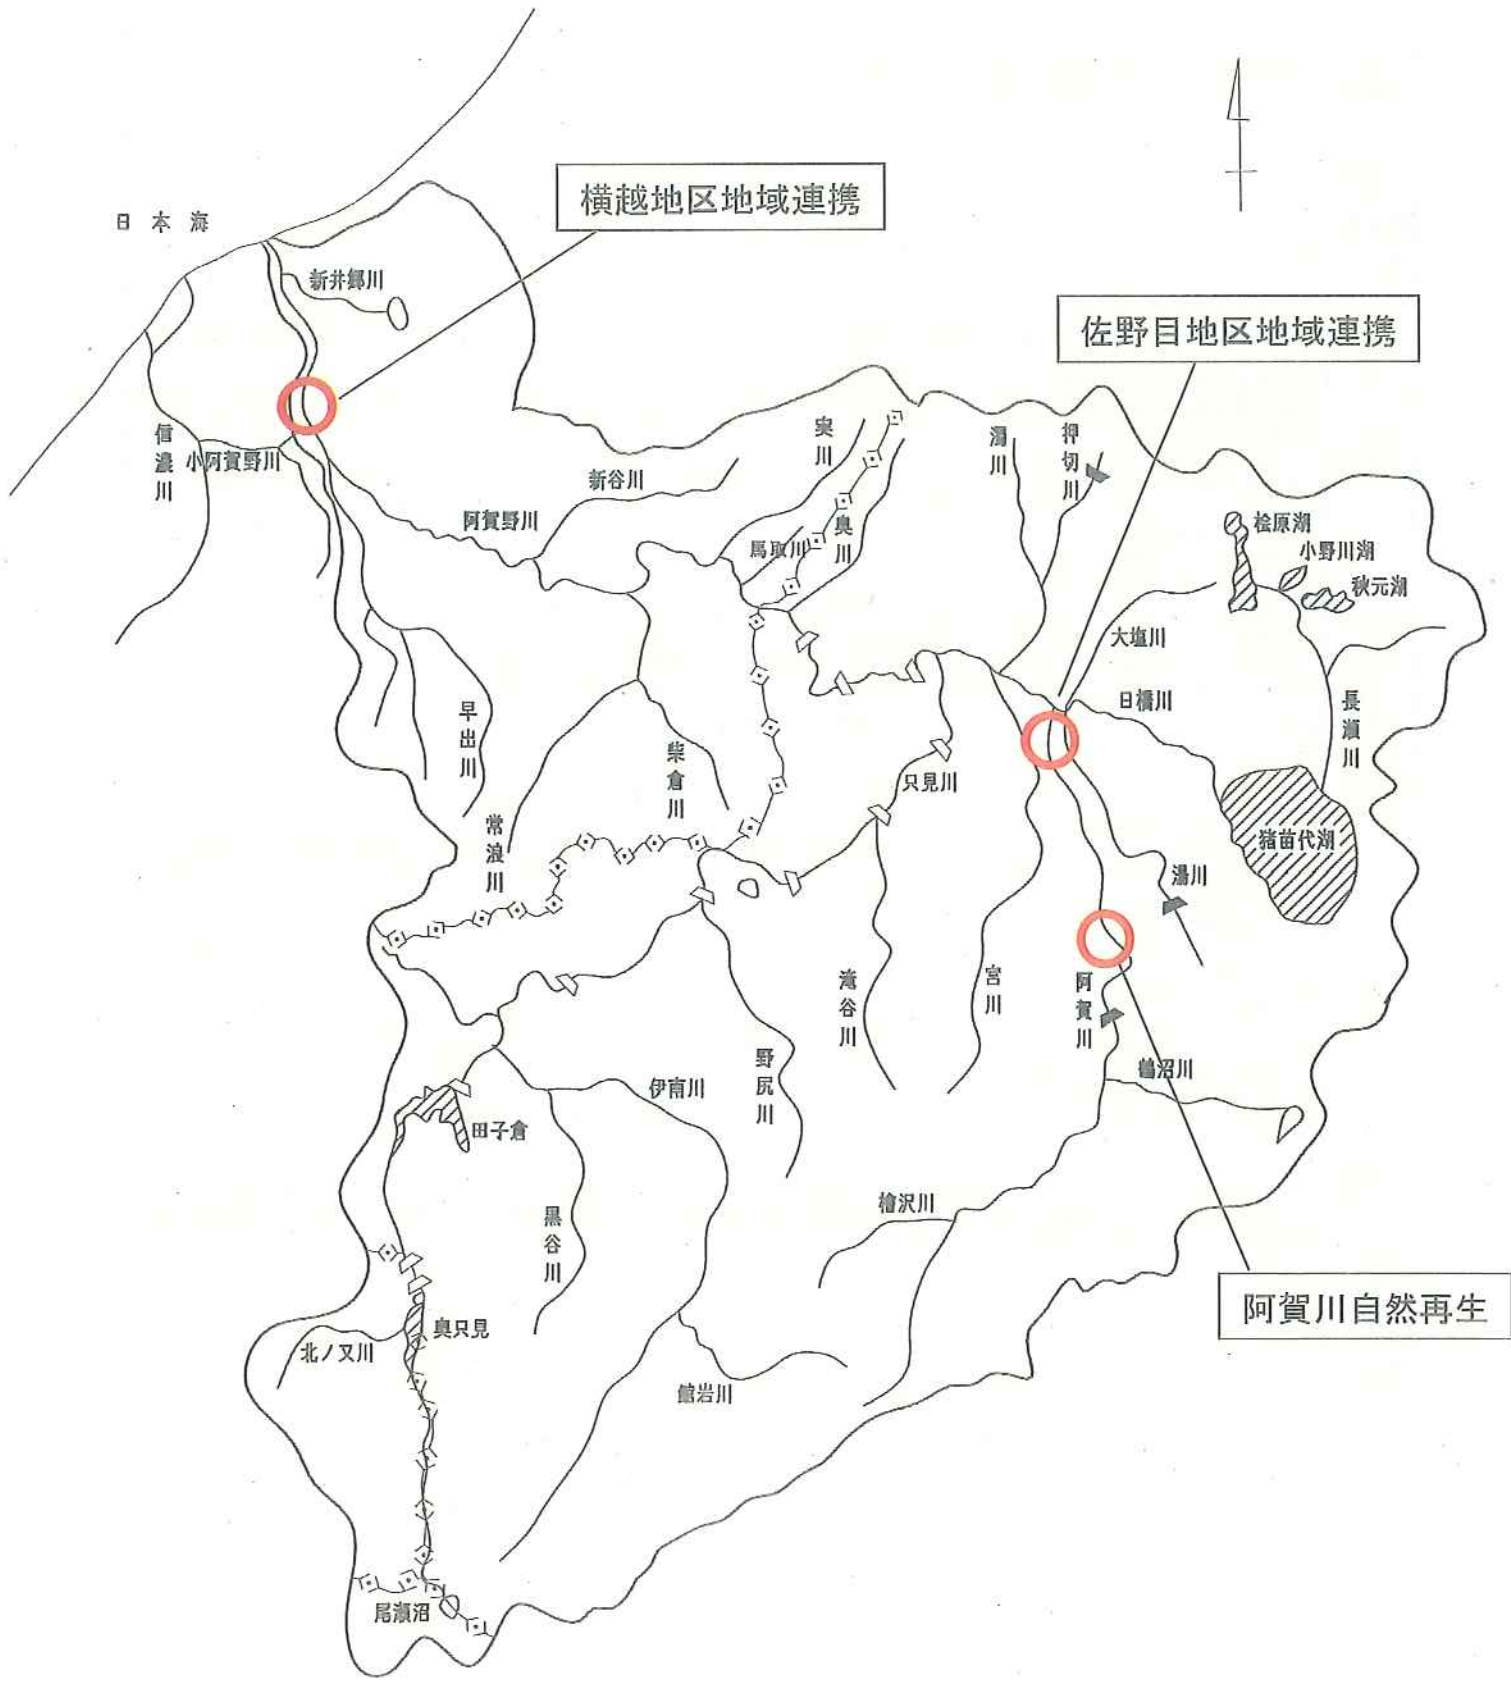 横越地区地域連携
日本海
新井郷川
佐野目地区地域連携
信濃川
小阿賀野川
実川
濁川
押切川
新谷川
阿賀野川
奥川
馬取川
桧原湖
小野川湖
秋元湖
大塩川
日橋川
長瀬川
早出川
柴倉川
只見川
常浪川
猪苗代湖
湯川
滝谷川
宮川
阿賀川
野尻川
鶴沼川
伊南川
田子倉
檜沢川
黒谷川
阿賀川自然再生
奥只見
北ノ又川
舘岩川
尾瀬沼